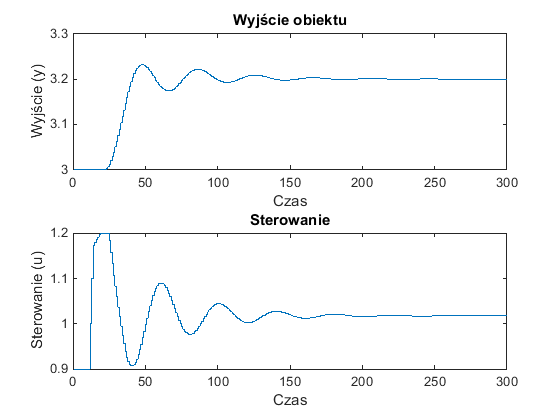 Wyjście obiektu
3.3
3.2
3.1
3
Wyjście (y)
0 50 100 150 200 250 300
Czas
Sterowanie
1.2
1.1
1
0.9
Sterowanie (u)
0 50 100 150 200 250 300
Czas